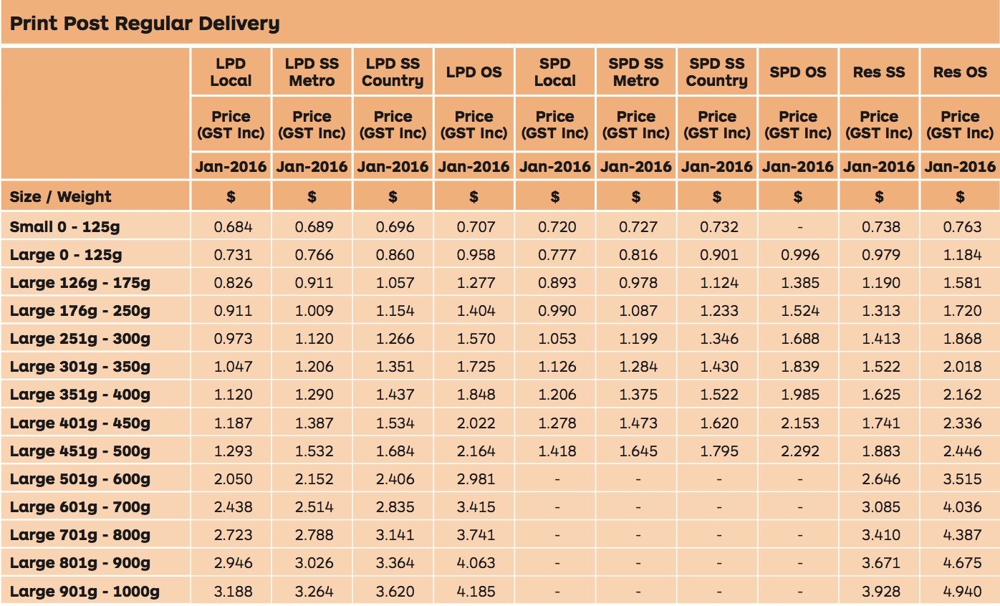 Print Post Regular Delivery
LPD Local LPD SS Metro LPD SS Country LPD OS SPD Local SPD SS Metro SPD SS Country SPD OS Res SS Res OS
Price (GST Inc) Price (GST Inc) Price (GST Inc) Price (GST Inc) Price (GST Inc) Price (GST Inc) Price (GST Inc) Price (GST Inc) Price (GST Inc) Price (GST Inc)
Jan-2016 Jan-2016 Jan-2016 Jan-2016 Jan-2016 Jan-2016 Jan-2016 Jan-2016 Jan-2016 Jan-2016
Size / Weight $ $ $ $ $ $ $ $ $ $
Small 0 - 125g 0.684 0.689 0.696 0.707 0.720 0.727 0.732 - 0.738 0.763
Large 0 - 125g 0.731 0.766 0.860 0.958 0.777 0.816 0.901 0.996 0.979 1.184
Large 126g - 175g 0.826 0.911 1.057 1.277 0.893 0.978 1.124 1.385 1.190 1.581
Large 176g - 250g 0.911 1.009 1.154 1.404 0.990 1.087 1.233 1.524 1.313 1.720
Large 251g - 300g 0.973 1.120 1.266 1.570 1.053 1.199 1.346 1.688 1.413 1.868
Large 301g - 350g 1.047 1.206 1.351 1.725 1.126 1.284 1.430 1.839 1.522 2.018
Large 351g - 400g 1.120 1.290 1.437 1.848 1.206 1.375 1.522 1.985 1.625 2.162
Large 401g - 450g 1.187 1.387 1.534 2.022 1.278 1.473 1.620 2.153 1.741 2.336
Large 451g - 500g 1.293 1.532 1.684 2.164 1.418 1.645 1.795 2.292 1.883 2.446
Large 501g - 600g 2.050 2.152 2.406 2.981 - - - - 2.646 3.515
Large 601g - 700g 2.438 2.514 2.835 3.415 - - - - 3.085 4.036
Large 701g - 800g 2.723 2.788 3.141 3.741 - - - - 3.410 4.387
Large 801g - 900g 2.946 3.026 3.364 4.063 - - - - 3.671 4.675
Large 901g - 1000g 3.188 3.264 3.620 4.185 - - - - 3.928 4.940